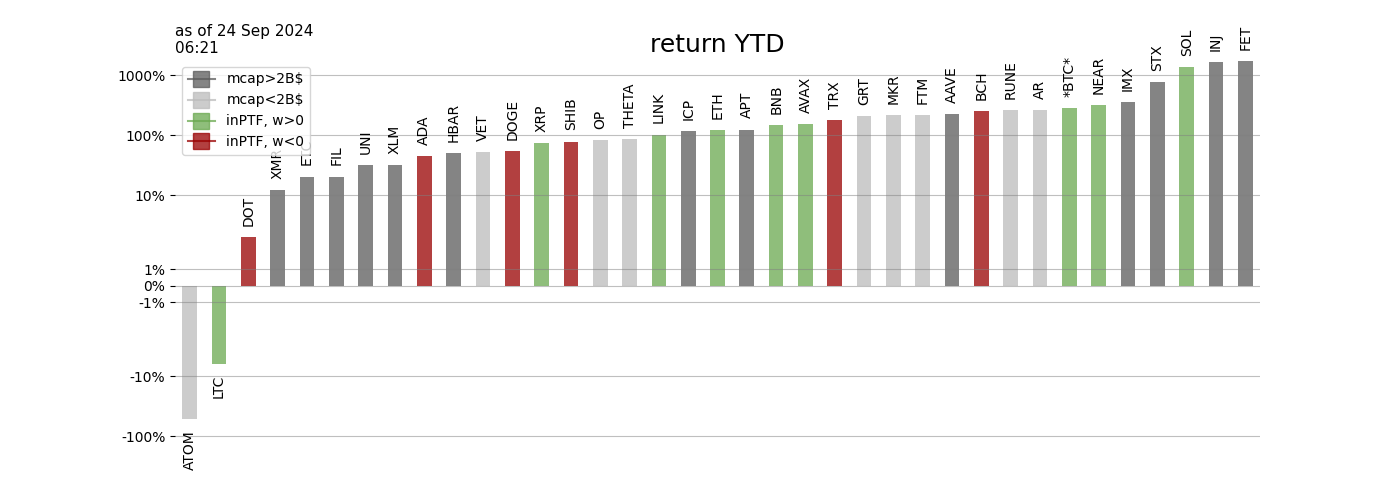 as of 24 Sep 2024
06:21
return YTD
mcap>2B$
mcap<2B$
inPTF, w>0
inPTF, w<0
1000%
100%
10%
1%
0%
-1%
-10%
-100%
ATOM
LTC
DOT
XMR
ETC
FIL
UNI
XLM
ADA
HBAR
VET
DOGE
XRP
SHIB
OP
THETA
LINK
ICP
ETH
APT
BNB
AVAX
TRX
GRT
MKR
FTM
AAVE
BCH
RUNE
AR
*BTC*
NEAR
IMX
STX
SOL
INJ
FET